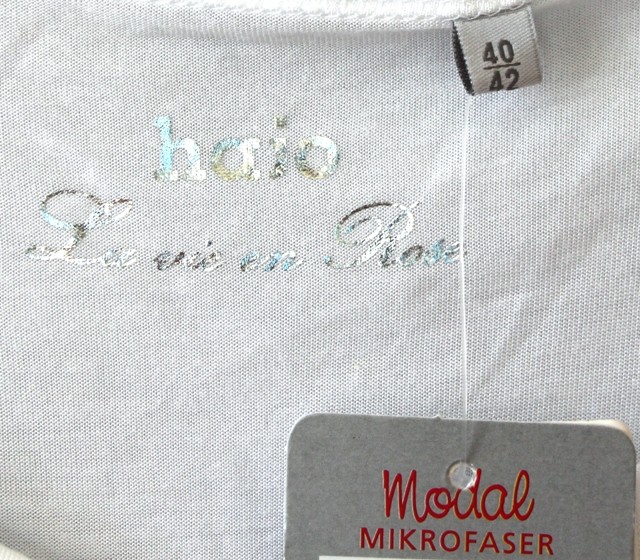 40
42
haio
La vie en Rose
Modal
MIKROFASER